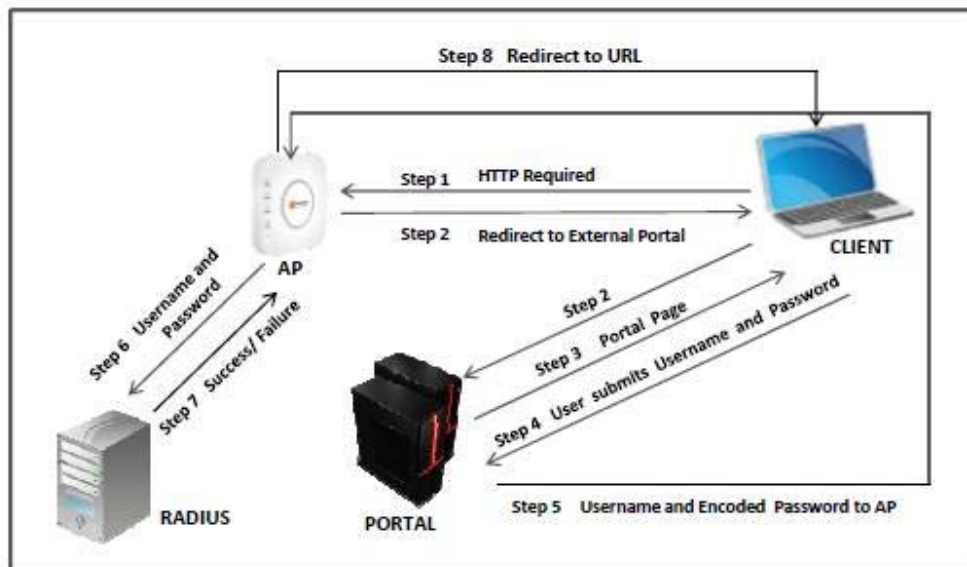 Step 8 Redirect to URL
Step 1 HTTP Required
Step 2 Redirect to External Portal
AP
CLIENT
Step 2
Step 3 Portal Page
Step 4 User submits Username and Password
Step 6 Username and
Password
Step 7 Success/ Failure
RADIUS
PORTAL
Step 5 Username and Encoded Password to AP